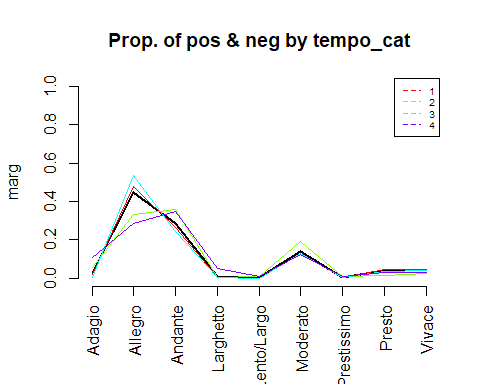 Prop. of pos & neg by tempo_cat
marg
0.0
0.2
0.4
0.6
0.8
1.0
1
2
3
4
Adagio
Allegro
Andante
Larghetto
ento/Largo
Moderato
Prestissimo
Presto
Vivace